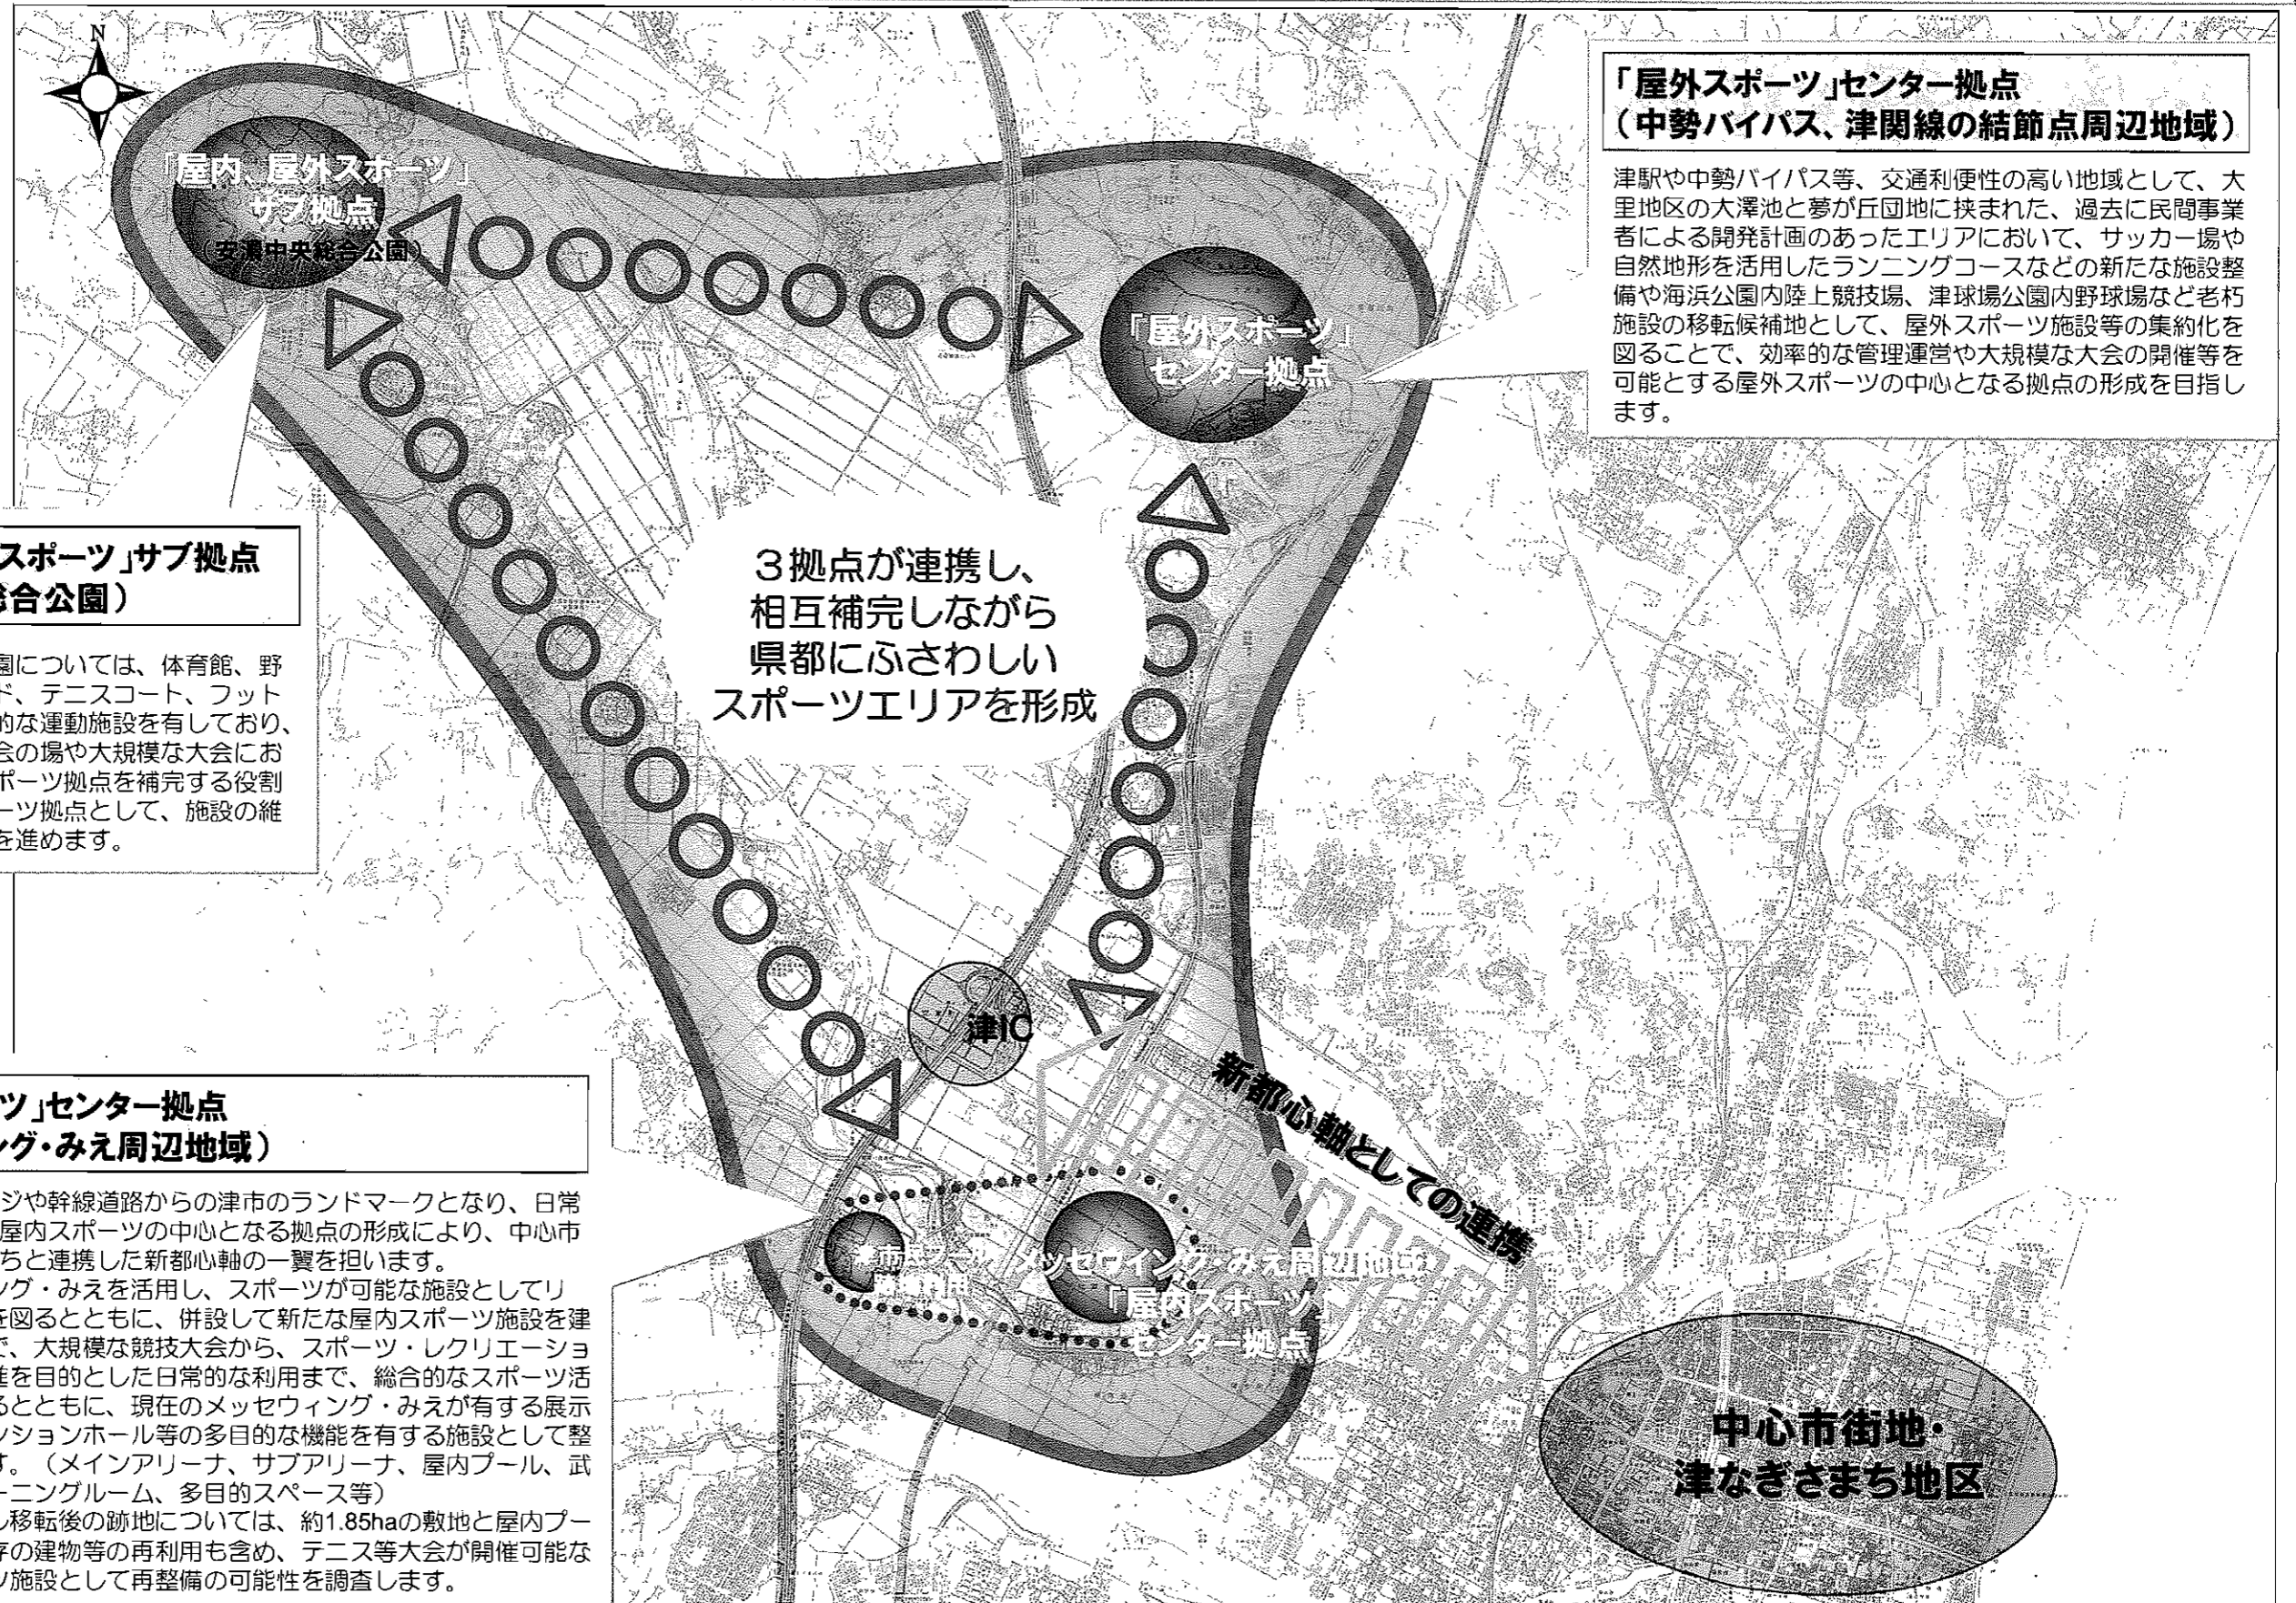 N
「屋外スポーツ」センター拠点
(中勢バイパス、津関線の結節点周辺地域)
津駅や中勢バイパス等、交通利便性の高い地域として、大
里地区の大澤池と夢が丘団地に挟まれた、過去に民間事業
者による開発計画のあったエリアにおいて、サッカー場や
自然地形を活用したランニングコースなどの新たな施設整
備や海浜公園内陸上競技場、津球場公園内野球場など老朽
施設の移転候補地として、屋外スポーツ施設等の集約化を
図ることで、効率的な管理運営や大規模な大会の開催等を
可能とする屋外スポーツの中心となる拠点の形成を目指し
ます。
「屋内、屋外スポーツ」
サブ拠点
(安濃中央総合公園)
「屋外スポーツ」
センター拠点
3拠点が連携し、
相互補完しながら
県都にふさわしい
スポーツエリアを形成
スポーツ」サブ拠点
総合公園)
園については、体育館、野
ド、テニスコート、フット
的な運動施設を有しており、
会の場や大規模な大会にお
ポーツ拠点を補完する役割
ーツ拠点として、施設の維
を進めます。
津IC
新都心軸としての連携
ツ」センター拠点
ング・みえ周辺地域)
ジや幹線道路からの津市のランドマークとなり、日常
屋内スポーツの中心となる拠点の形成により、中心市
ちと連携した新都心軸の一翼を担います。
ング・みえを活用し、スポーツが可能な施設としてリ
を図るとともに、併設して新たな屋内スポーツ施設を建
で、大規模な競技大会から、スポーツ・レクリエーショ
進を目的とした日常的な利用まで、総合的なスポーツ活
るとともに、現在のメッセウィング・みえが有する展示
ンションホール等の多目的な機能を有する施設として整
す。(メインアリーナ、サブアリーナ、屋内プール、武
ーニングルーム、多目的スペース等)
ル移転後の跡地については、約1.85haの敷地と屋内プー
存の建物等の再利用も含め、テニス等大会が開催可能な
ツ施設として再整備の可能性を調査します。
市民プール
メッセウイング・みえ周辺地域
「屋内スポーツ」
センター拠点
中心市街地・
津なぎさまち地区